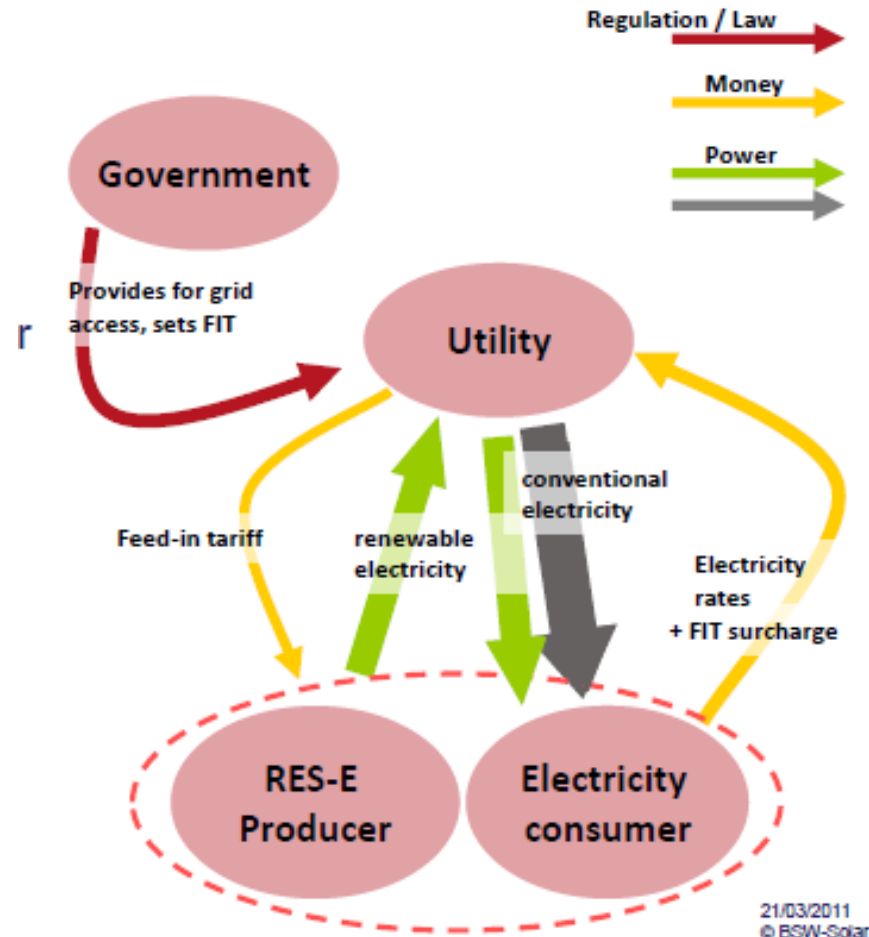 Regulation / Law
Money
Power
Government
Provides for grid
access, sets FIT
r
Utility
conventional
electricity
Feed-in tariff
renewable
electricity
Electricity
rates
+ FIT surcharge
RES-E
Producer
Electricity
consumer
21/03/2011
© BSW-Solar